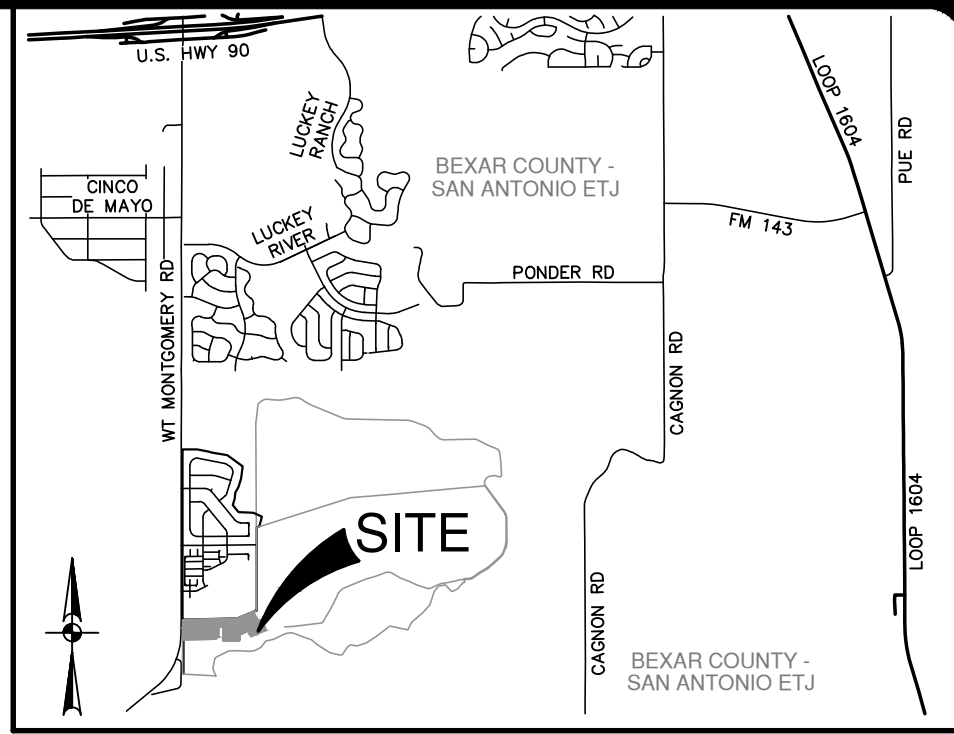 U.S. HWY 90
LOOP 1604
PUE RD
LUCKEY
RANCH
BEXAR COUNTY -
SAN ANTONIO ETJ
CINCO
DE MAYO
LUCKEY
RIVER
FM 143
PONDER RD
WT MONTGOMERY RD
CAGNON RD
SITE
LOOP 1604
CAGNON RD
BEXAR COUNTY -
SAN ANTONIO ETJ